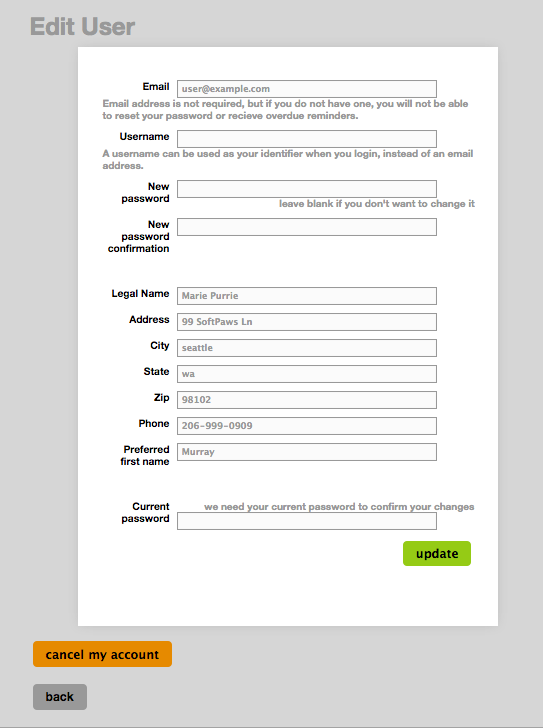 Edit User
Email user@example.com
Email address is not required, but if you do not have one, you will not be able
to reset your password or recieve overdue reminders.
Username
A username can be used as your identifier when you login, instead of an email
address.
New
password
leave blank if you don't want to change it
New
password
confirmation
Legal Name Marie Purrie
Address 99 SoftPaws Ln
City seattle
State wa
Zip 98102
Phone 206-999-0909
Preferred
first name
Murray
Current
password
we need your current password to confirm your changes
update
cancel my account
back